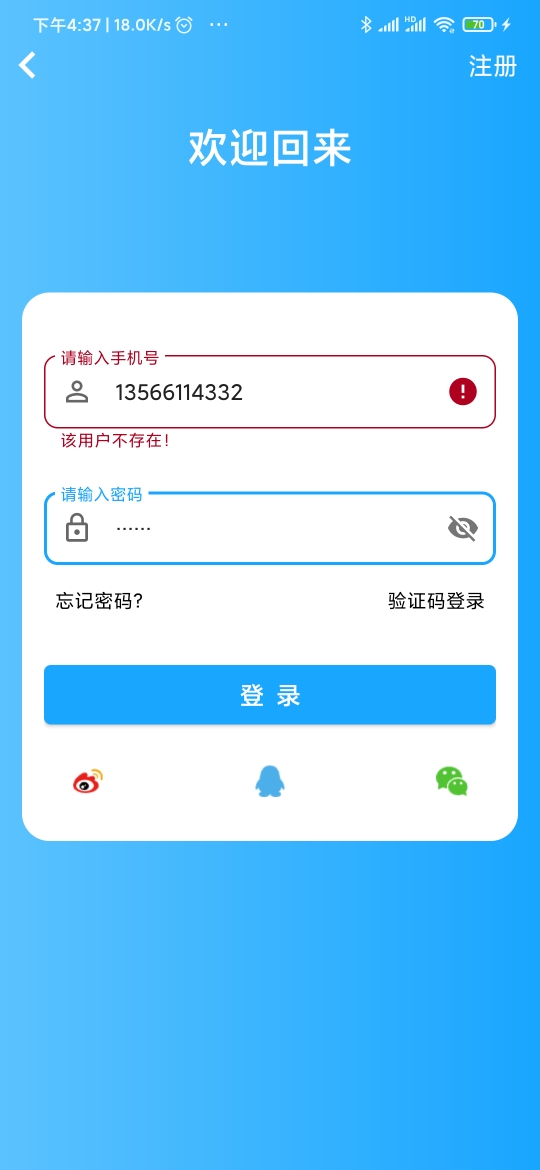 下午4:37 | 18.0K/s ···
HD
70
注册
欢迎回来
请输入手机号
13566114332
该用户不存在!
请输入密码
······
忘记密码?
验证码登录
登 录